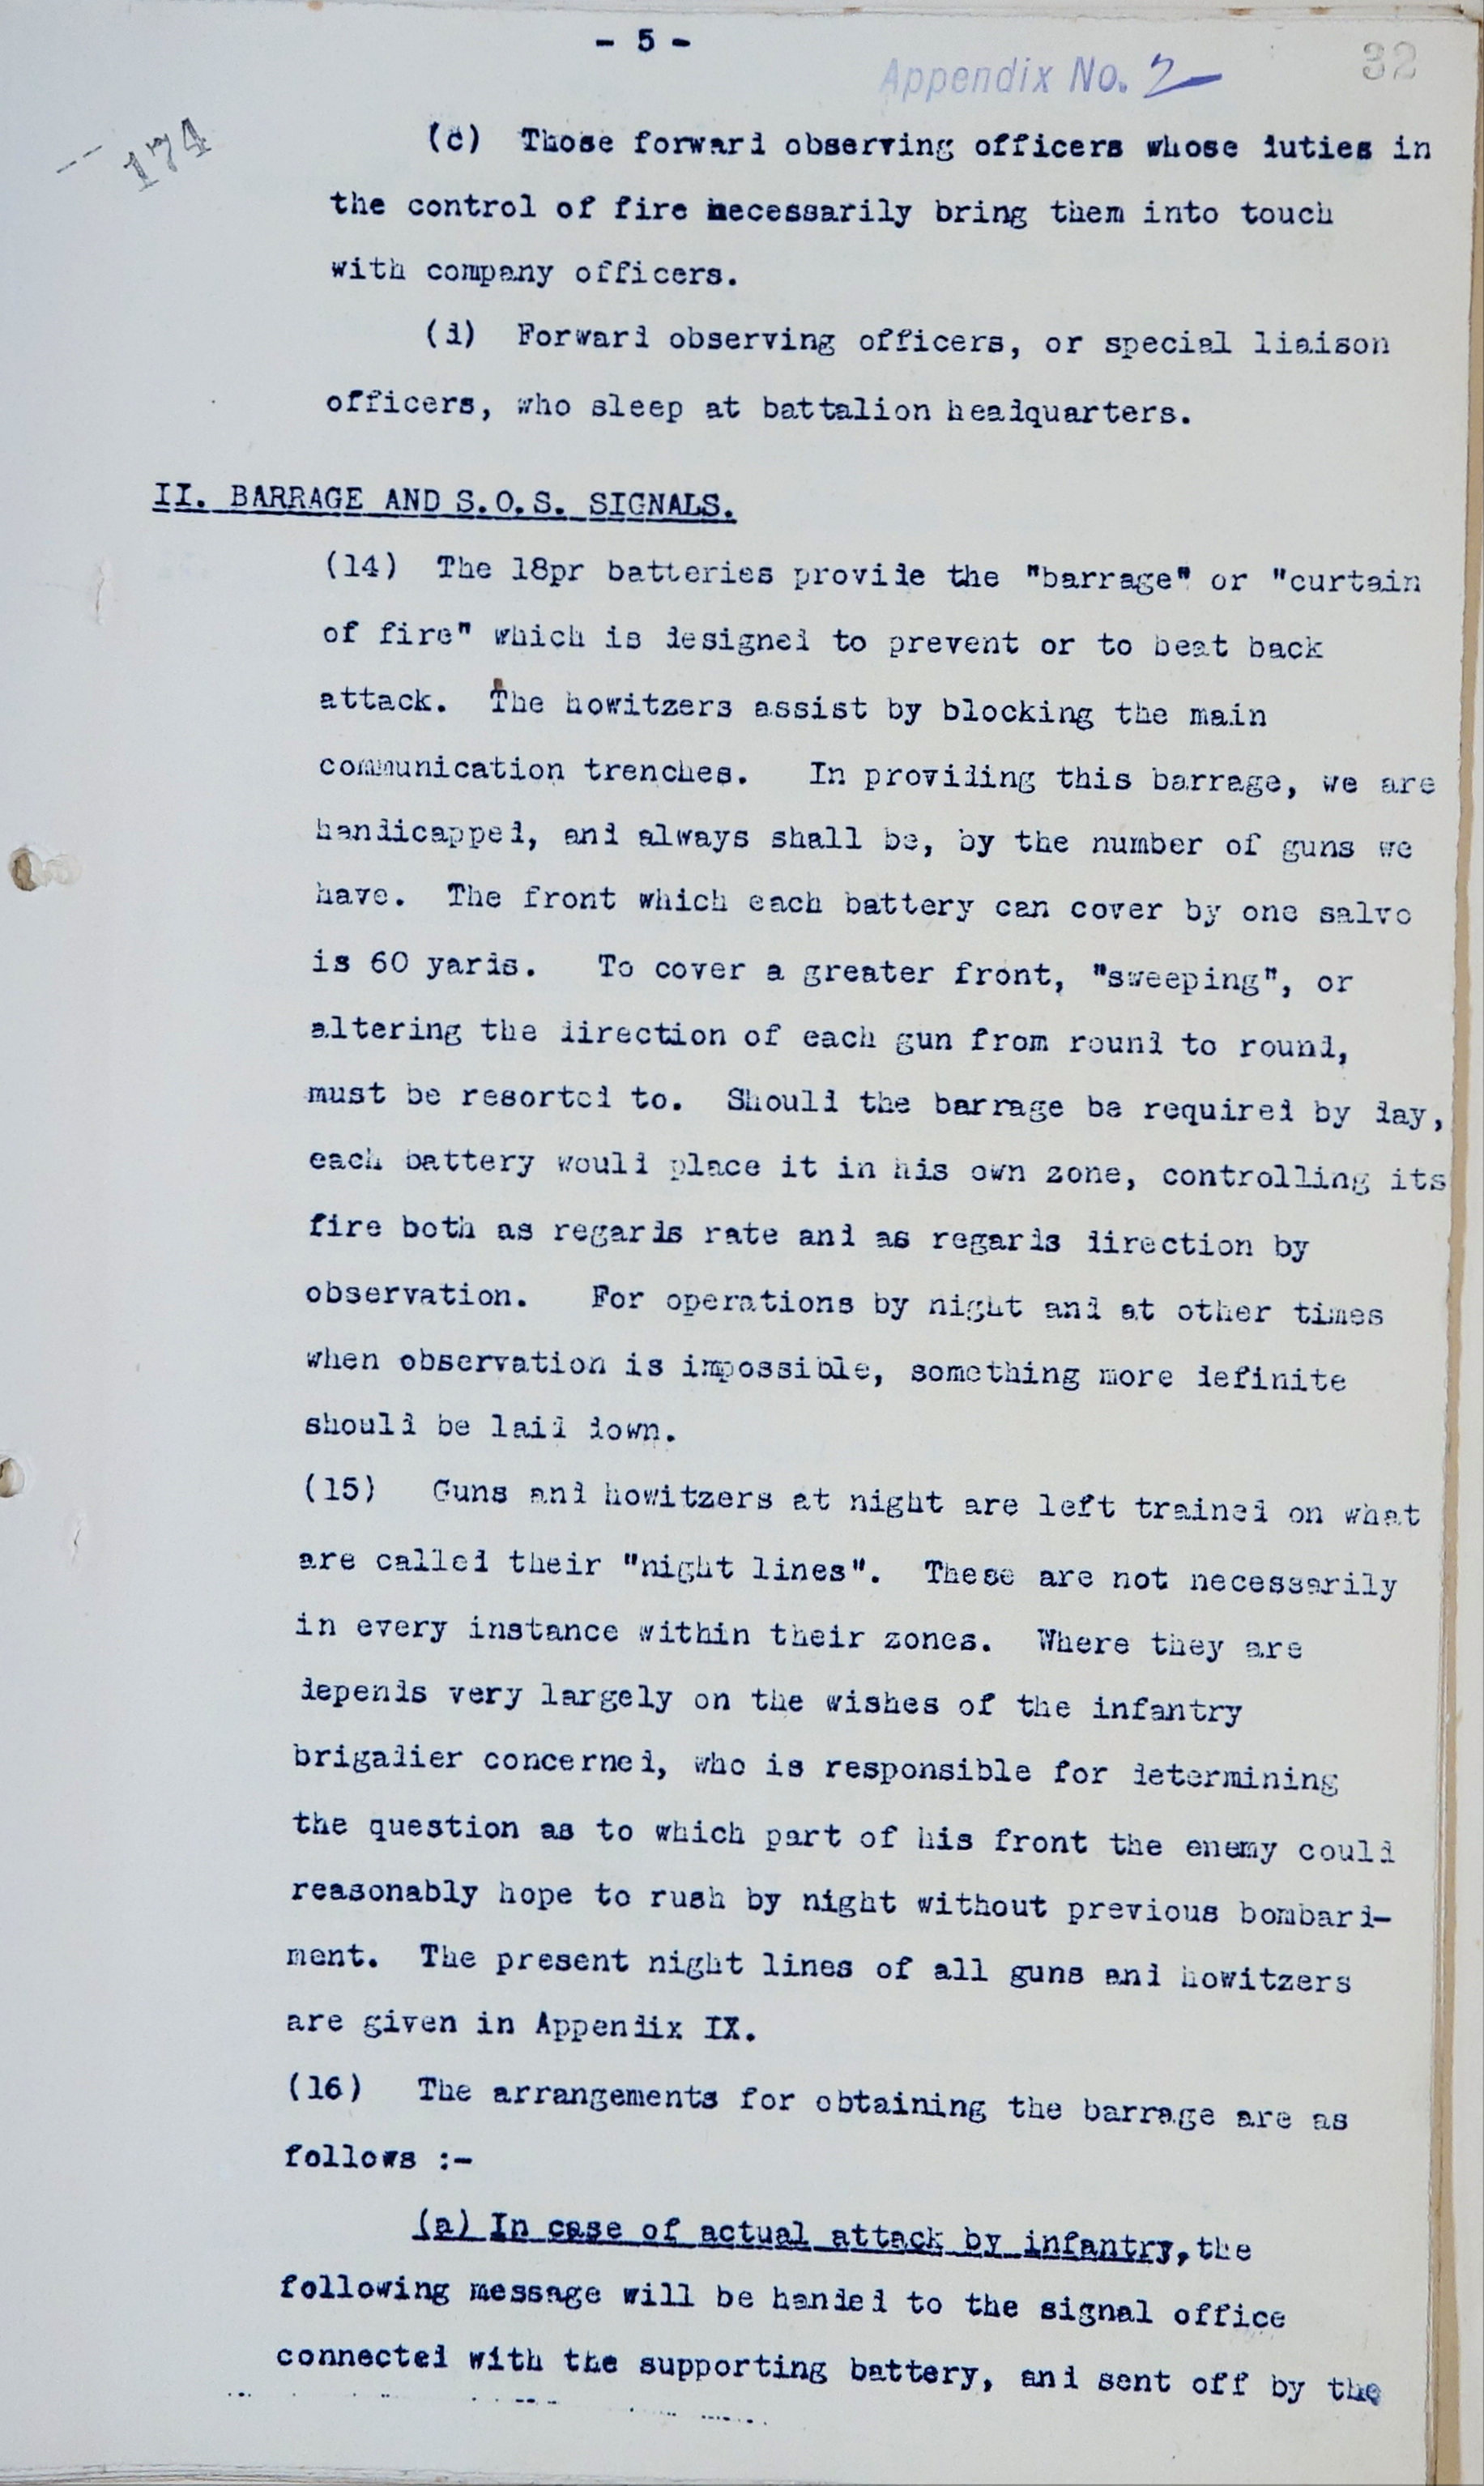 - 5 -
Appendix No. 2
32
174
(c) Those forward observing officers whose duties in
the control of fire necessarily bring them into touch
with company officers.
(d) Forward observing officers, or special liaison
officers, who sleep at battalion headquarters.
II. BARRAGE AND S.O.S. SIGNALS.
(14) The 18pr batteries provide the "barrage" or "curtain
of fire" which is designed to prevent or to beat back
attack. The howitzers assist by blocking the main
communication trenches. In providing this barrage, we are
handicapped, and always shall be, by the number of guns we
have. The front which each battery can cover by one salvo
is 60 yards. To cover a greater front, "sweeping", or
altering the direction of each gun from round to round,
must be resorted to. Should the barrage be required by day,
each battery would place it in his own zone, controlling its
fire both as regards rate and as regards direction by
observation. For operations by night and at other times
when observation is impossible, something more definite
should be laid down.
(15) Guns and howitzers at night are left trained on what
are called their "night lines". These are not necessarily
in every instance within their zones. Where they are
depends very largely on the wishes of the infantry
brigadier concerned, who is responsible for determining
the question as to which part of his front the enemy could
reasonably hope to rush by night without previous bombard-
ment. The present night lines of all guns and howitzers
are given in Appendix IX.
(16) The arrangements for obtaining the barrage are as
follows :-
(a) In case of actual attack by infantry, the
following message will be handed to the signal office
connected with the supporting battery, and sent off by the